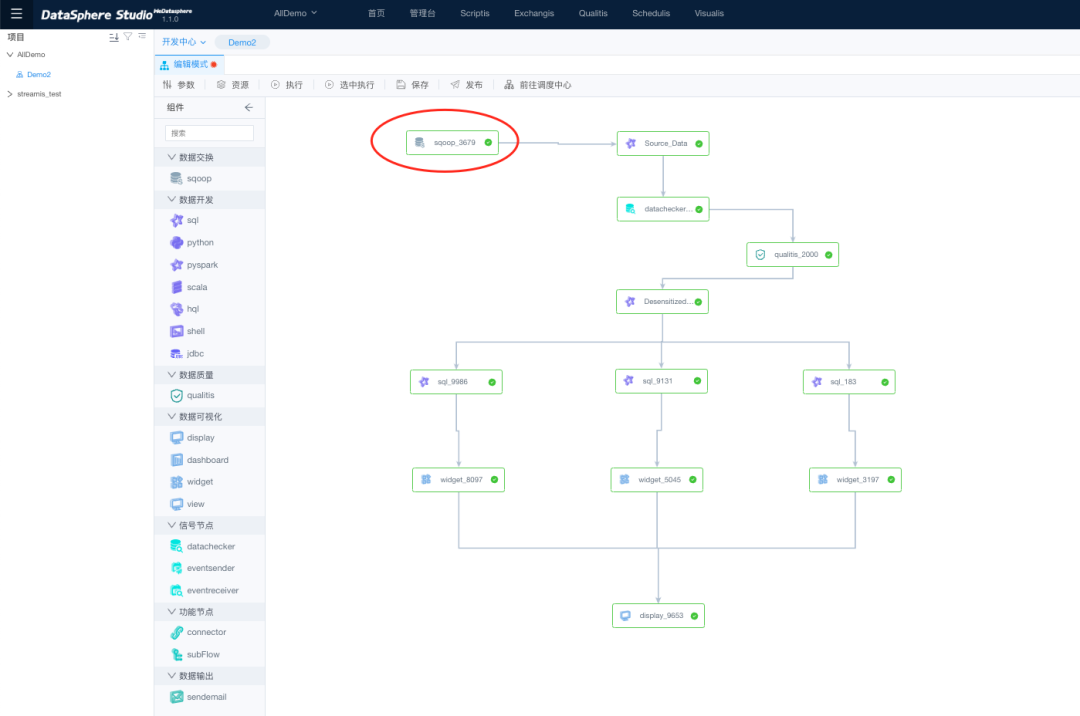 DataSphere Studio WeDatasphere 1.1.0
AllDemo 首页 管理台 Scriptis Exchangis Qualitis Schedulis Visualis
项目
AllDemo
Demo2
streamis_test
开发中心 Demo2
编辑模式
参数 资源 执行 选中执行 保存 发布 前往调度中心
组件
搜索
数据交换
sqoop
数据开发
sql
python
pyspark
scala
hql
shell
jdbc
数据质量
qualitis
数据可视化
display
dashboard
widget
view
信号节点
datachecker
eventsender
eventreceiver
功能节点
connector
subFlow
数据输出
sendemail
sqoop_3679
Source_Data
datachecker...
qualitis_2000
Desensitized...
sql_9986
sql_9131
sql_183
widget_8097
widget_5045
widget_3197
display_9653